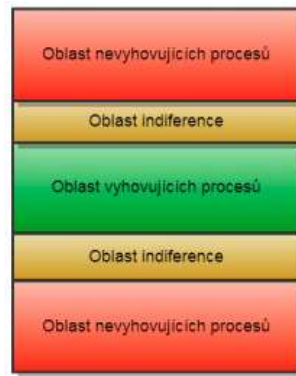 Oblast nevyhovujících procesů
Oblast indiference
Oblast vyhovujících procesů
Oblast indiference
Oblast nevyhovujících procesů